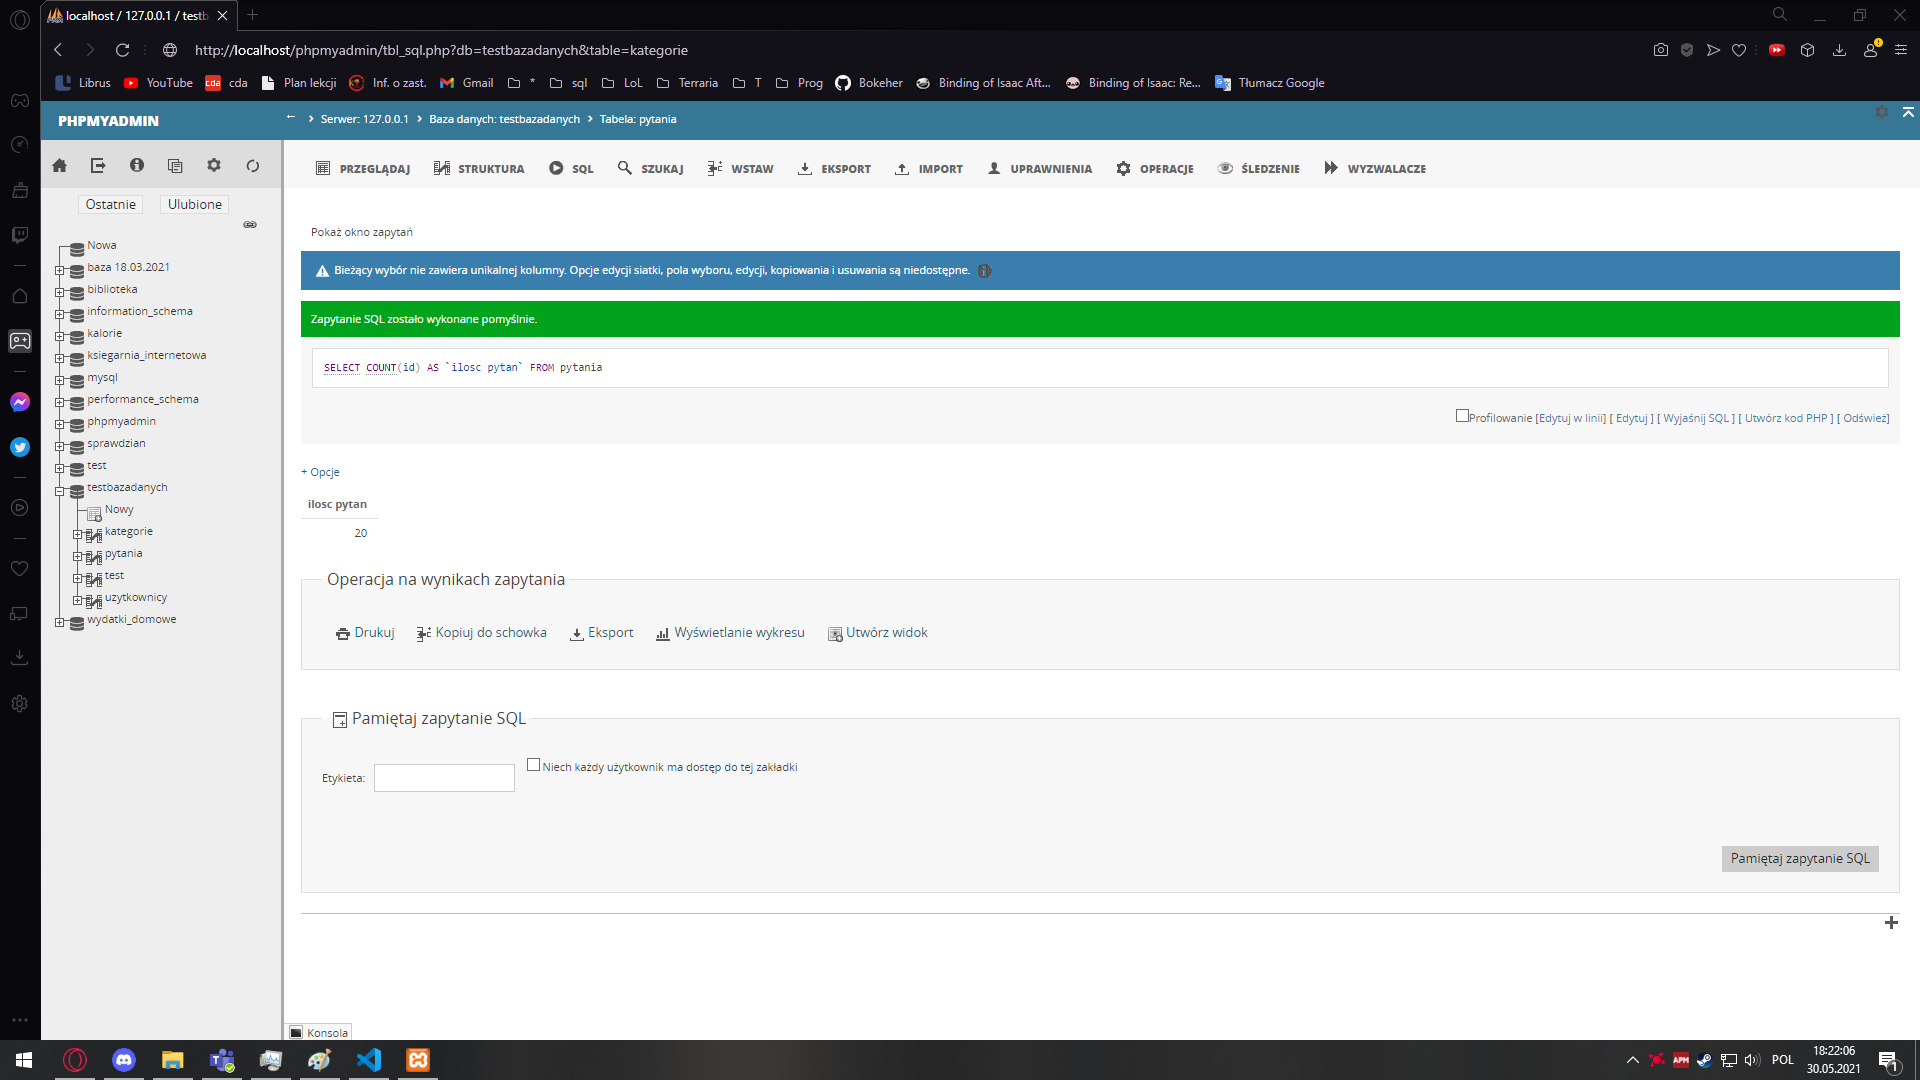 localhost / 127.0.0.1 / testb
http://localhost/phpmyadmin/tbl_sql.php?db=testbazadanych&table=kategorie
Librus YouTube cda Plan lekcji Inf. o zast. Gmail * sql LoL Terraria T Prog Bokeher Binding of Isaac Aft... Binding of Isaac: Re... Tłumacz Google
PHPMYADMIN
← › Serwer: 127.0.0.1 › Baza danych: testbazadanych › Tabela: pytania
PRZEGLĄDAJ STRUKTURA SQL SZUKAJ WSTAW EKSPORT IMPORT UPRAWNIENIA OPERACJE ŚLEDZENIE WYZWALACZE
Ostatnie Ulubione
Nowa
baza 18.03.2021
biblioteka
information_schema
kalorie
ksiegarnia_internetowa
mysql
performance_schema
phpmyadmin
sprawdzian
test
testbazadanych
Nowy
kategorie
pytania
test
uzytkownicy
wydatki_domowe
Pokaż okno zapytań
Bieżący wybór nie zawiera unikalnej kolumny. Opcje edycji siatki, pola wyboru, edycji, kopiowania i usuwania są niedostępne.
Zapytanie SQL zostało wykonane pomyślnie.
SELECT COUNT(id) AS `ilosc pytan` FROM pytania
Profilowanie [Edytuj w linii] [ Edytuj ] [ Wyjaśnij SQL ] [ Utwórz kod PHP ] [ Odśwież]
+ Opcje
ilosc pytan
20
Operacja na wynikach zapytania
Drukuj Kopiuj do schowka Eksport Wyświetlanie wykresu Utwórz widok
Pamiętaj zapytanie SQL
Etykieta: Niech każdy użytkownik ma dostęp do tej zakładki
Pamiętaj zapytanie SQL
Konsola
APM POL 18:22:06
30.05.2021
1